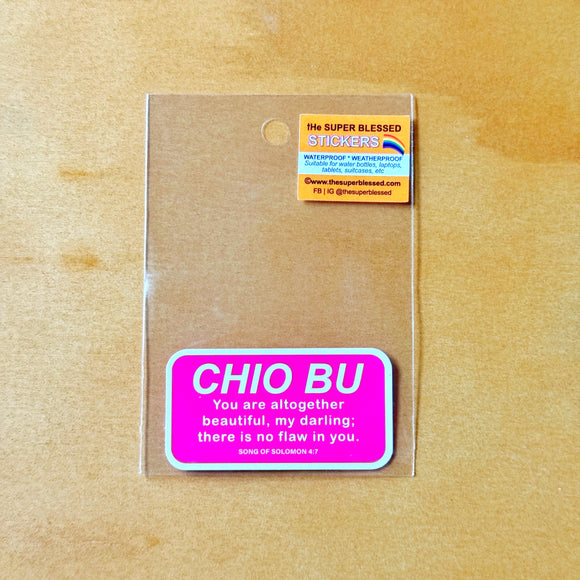 tHe SUPER BLESSED
STICKERS
WATERPROOF * WEATHERPROOF
Suitable for water bottles, laptops,
tablets, suitcases, etc
©www.thesuperblessed.com
FB | IG @thesuperblessed
CHIO BU
You are altogether
beautiful, my darling;
there is no flaw in you.
SONG OF SOLOMON 4:7